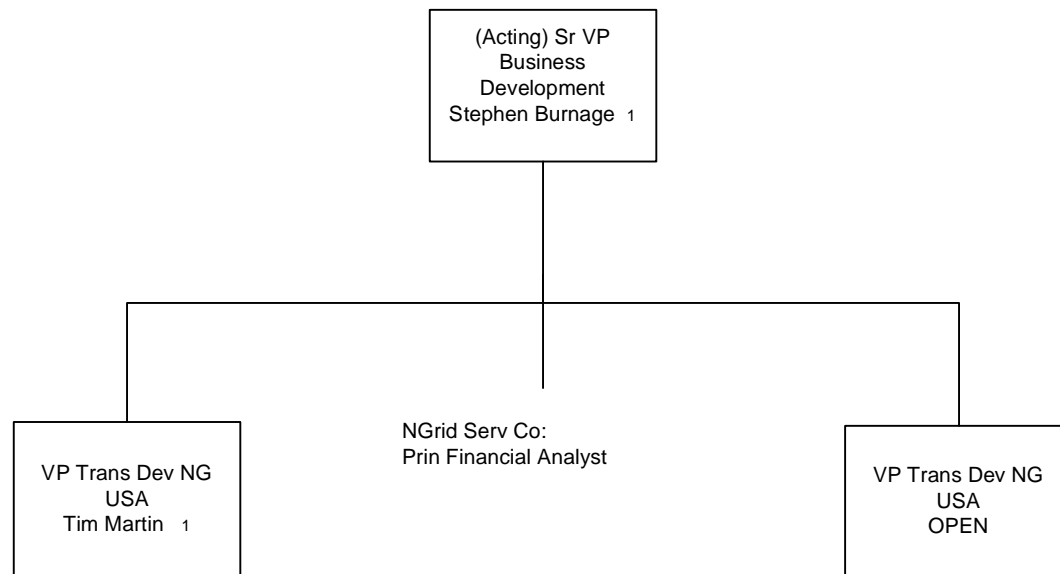 (Acting) Sr VP
Business
Development
Stephen Burnage 1
NGrid Serv Co:
Prin Financial Analyst
VP Trans Dev NG
USA
Tim Martin 1
VP Trans Dev NG
USA
OPEN